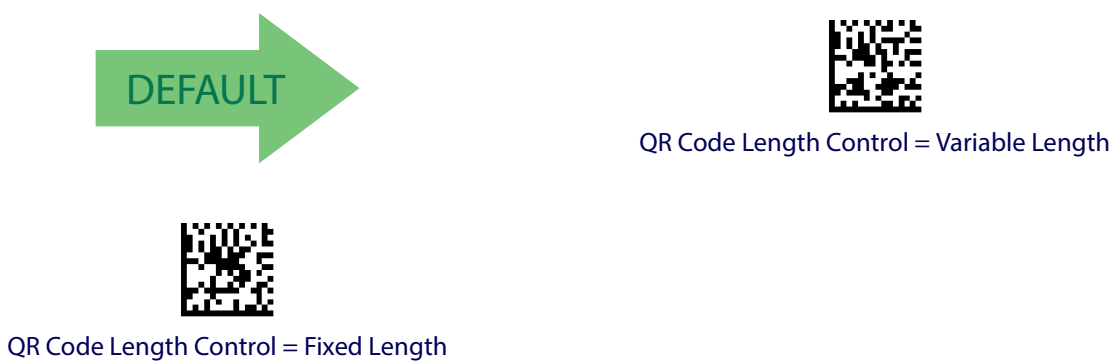 DEFAULT
QR Code Length Control = Variable Length
QR Code Length Control = Fixed Length